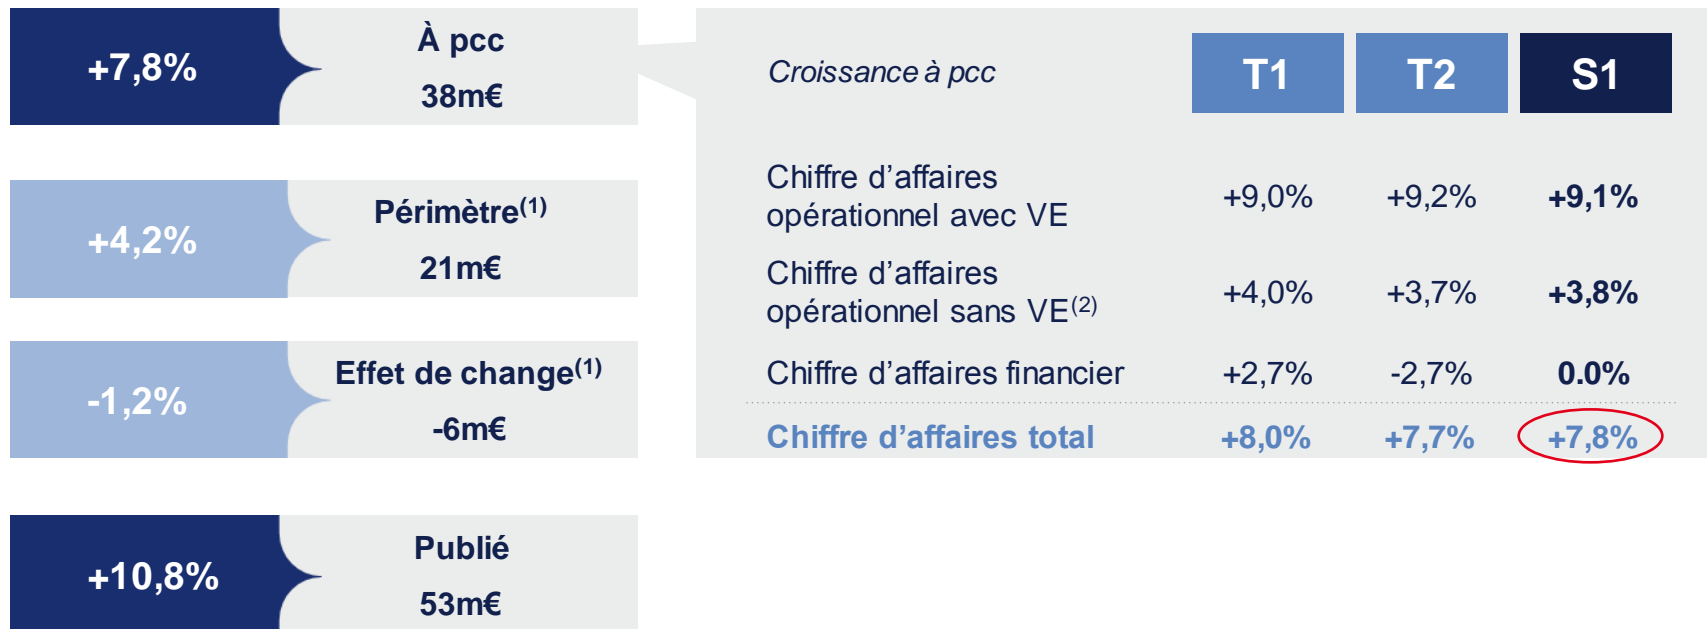 +7,8%
À pcc
38m€
+4,2%
Périmètre(1)
21m€
-1,2%
Effet de change(1)
-6m€
+10,8%
Publié
53m€
Croissance à pcc T1 T2 S1
Chiffre d’affaires
opérationnel avec VE +9,0% +9,2% +9,1%
Chiffre d’affaires
opérationnel sans VE(2) +4,0% +3,7% +3,8%
Chiffre d’affaires financier +2,7% -2,7% 0.0%
Chiffre d’affaires total +8,0% +7,7% +7,8%